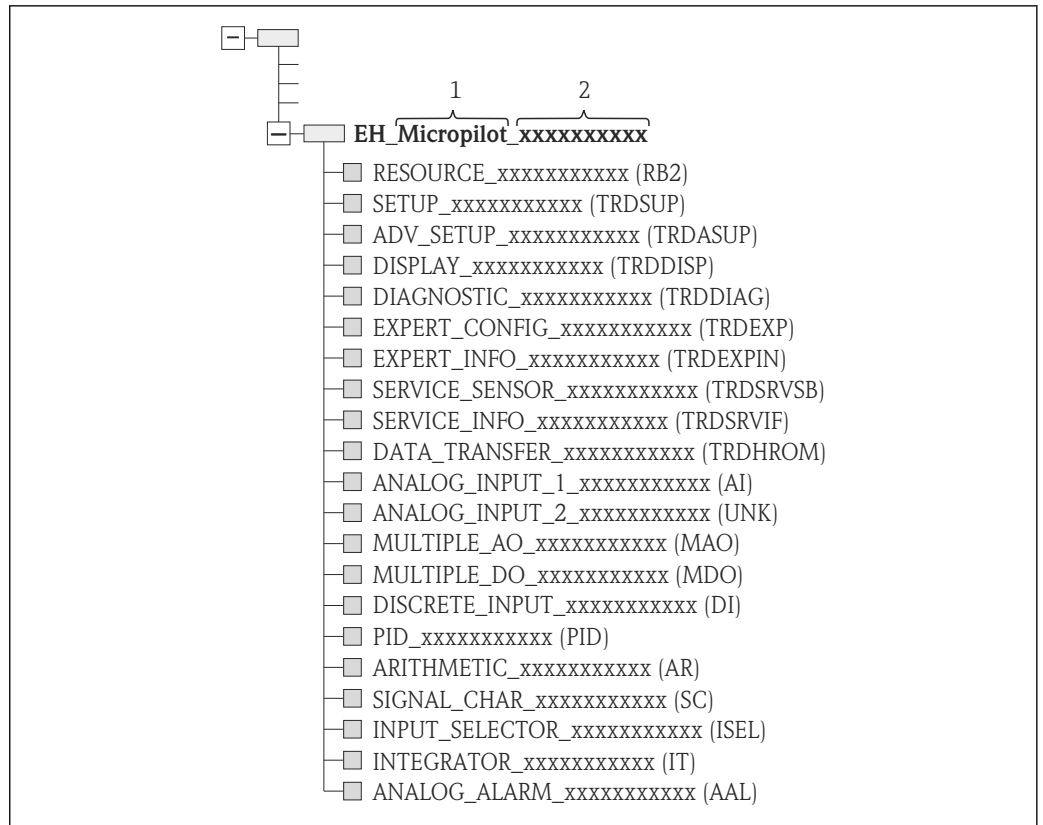 1 2
EH_Micropilot_xxxxxxxxxx
RESOURCE_xxxxxxxxxxx (RB2)
SETUP_xxxxxxxxxxx (TRDSUP)
ADV_SETUP_xxxxxxxxxxx (TRDASUP)
DISPLAY_xxxxxxxxxxx (TRDDISP)
DIAGNOSTIC_xxxxxxxxxxx (TRDDIAG)
EXPERT_CONFIG_xxxxxxxxxxx (TRDEXP)
EXPERT_INFO_xxxxxxxxxxx (TRDEXPIN)
SERVICE_SENSOR_xxxxxxxxxxx (TRDSRVSB)
SERVICE_INFO_xxxxxxxxxxx (TRDSRVIF)
DATA_TRANSFER_xxxxxxxxxxx (TRDHROM)
ANALOG_INPUT_1_xxxxxxxxxxx (AI)
ANALOG_INPUT_2_xxxxxxxxxxx (UNK)
MULTIPLE_AO_xxxxxxxxxxx (MAO)
MULTIPLE_DO_xxxxxxxxxxx (MDO)
DISCRETE_INPUT_xxxxxxxxxxx (DI)
PID_xxxxxxxxxxx (PID)
ARITHMETIC_xxxxxxxxxxx (AR)
SIGNAL_CHAR_xxxxxxxxxxx (SC)
INPUT_SELECTOR_xxxxxxxxxxx (ISEL)
INTEGRATOR_xxxxxxxxxxx (IT)
ANALOG_ALARM_xxxxxxxxxxx (AAL)